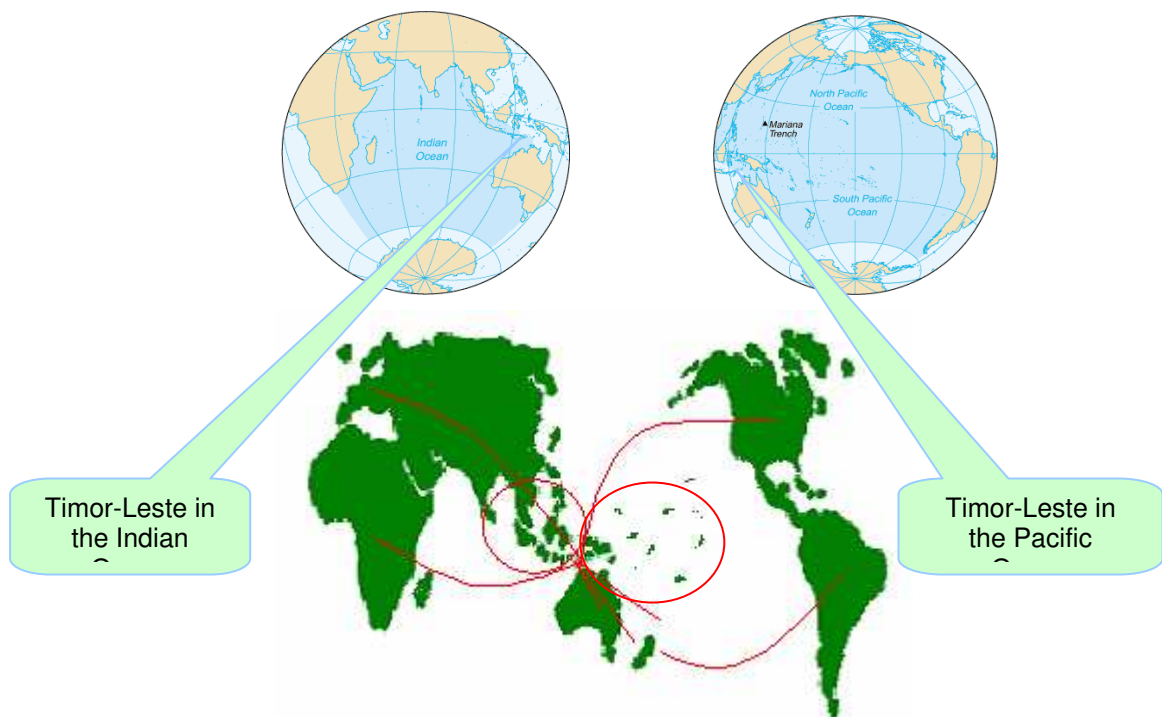 Indian
Ocean
North Pacific
Ocean
Mariana
Trench
South Pacific
Ocean
Timor-Leste in
the Indian
Timor-Leste in
the Pacific